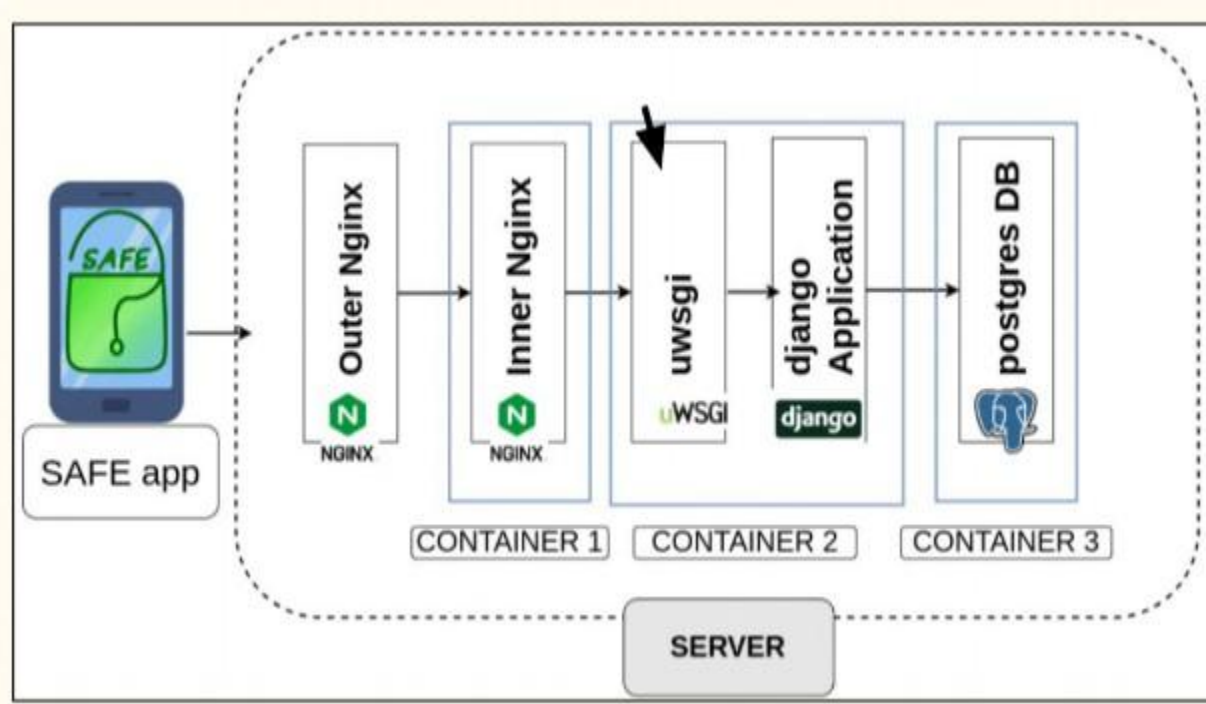 SAFE
SAFE app
Outer Nginx
N
NGINX
Inner Nginx
N
NGINX
uwsgi
uWSGI
django
Application
django
postgres DB
CONTAINER 1
CONTAINER 2
CONTAINER 3
SERVER